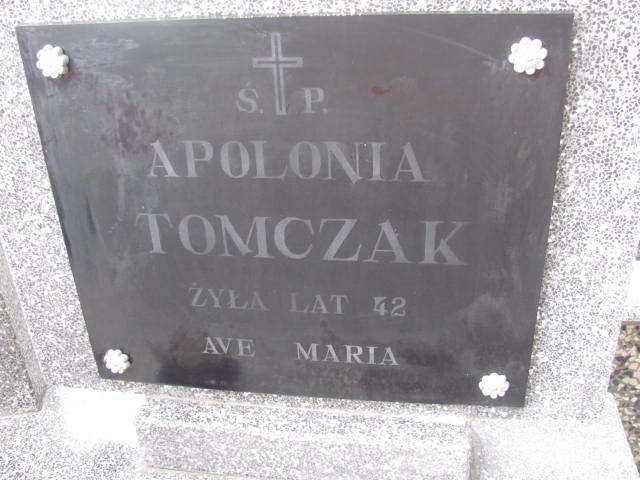 Ś. P.
APOLONIA
TOMCZAK
ŻYŁA LAT 42
AVE MARIA